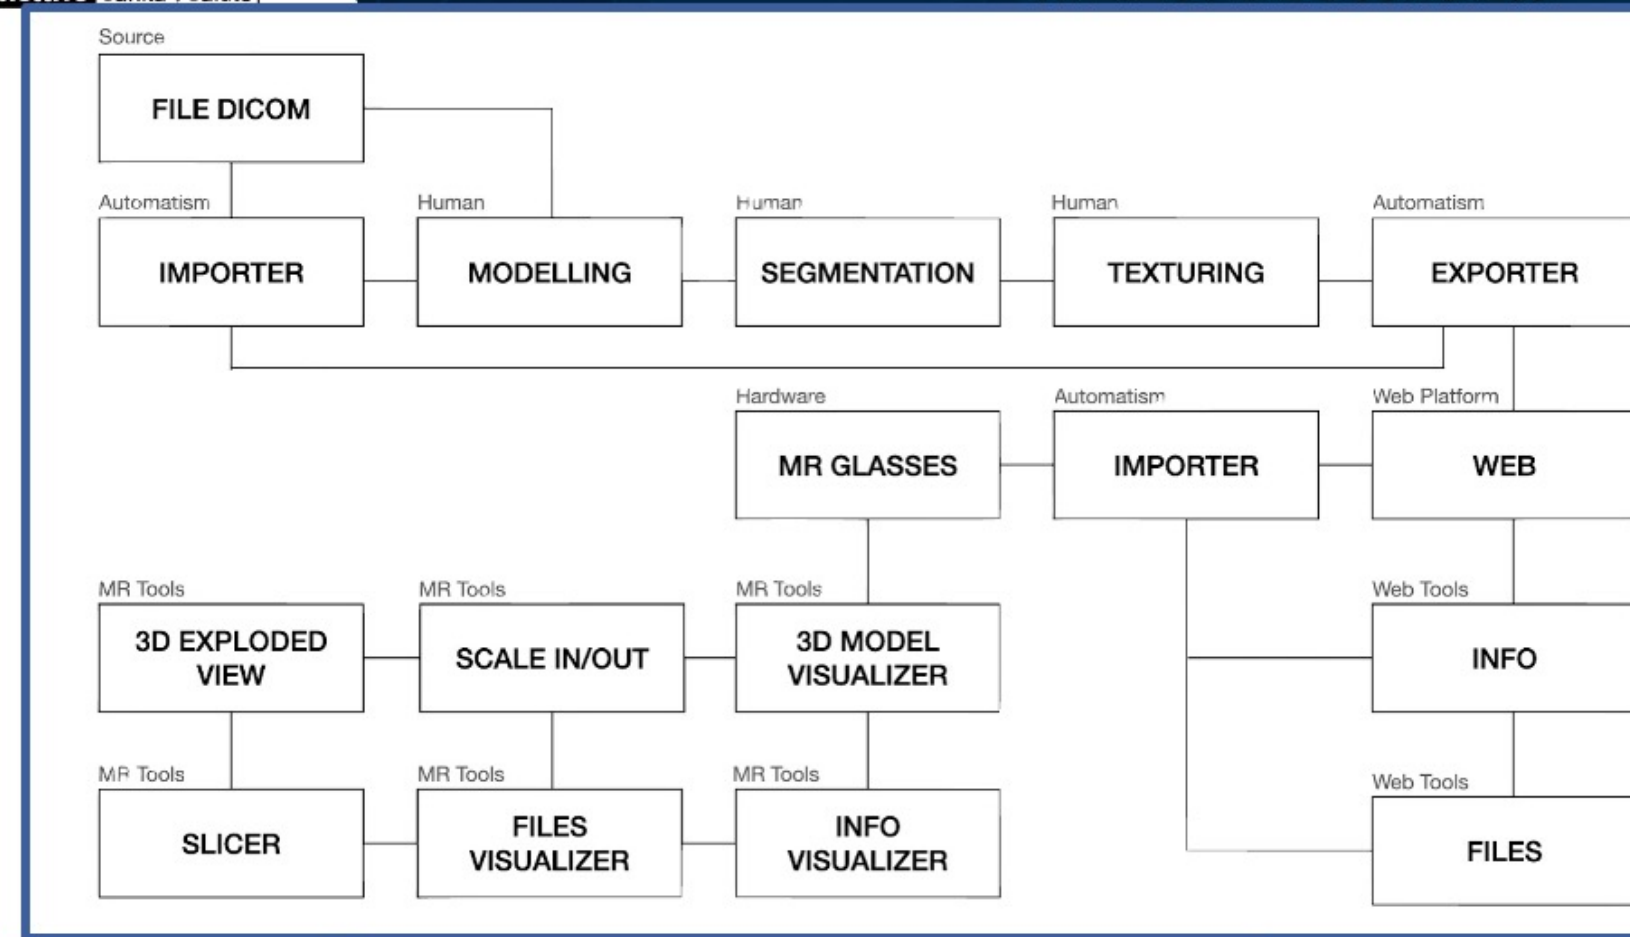 Source
FILE DICOM
Automatism
Human
Human
Human
Automatism
IMPORTER
MODELLING
SEGMENTATION
TEXTURING
EXPORTER
Hardware
Automatism
Web Platform
MR GLASSES
IMPORTER
WEB
MR Tools
MR Tools
MR Tools
Web Tools
3D EXPLODED
VIEW
SCALE IN/OUT
3D MODEL
VISUALIZER
INFO
MR Tools
MR Tools
MR Tools
Web Tools
SLICER
FILES
VISUALIZER
INFO
VISUALIZER
FILES